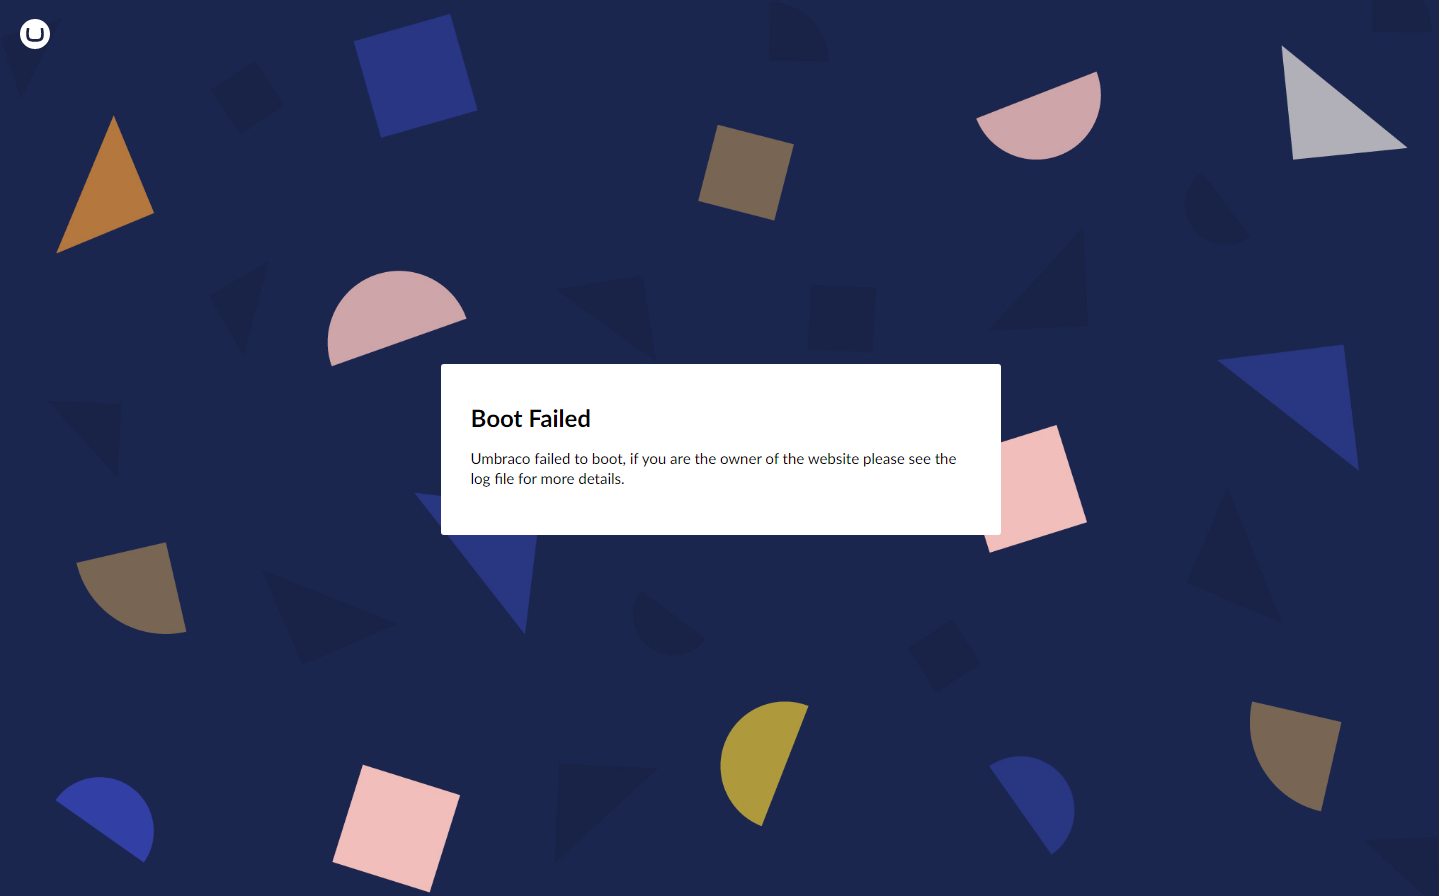 Boot Failed
Umbraco failed to boot, if you are the owner of the website please see the
log file for more details.